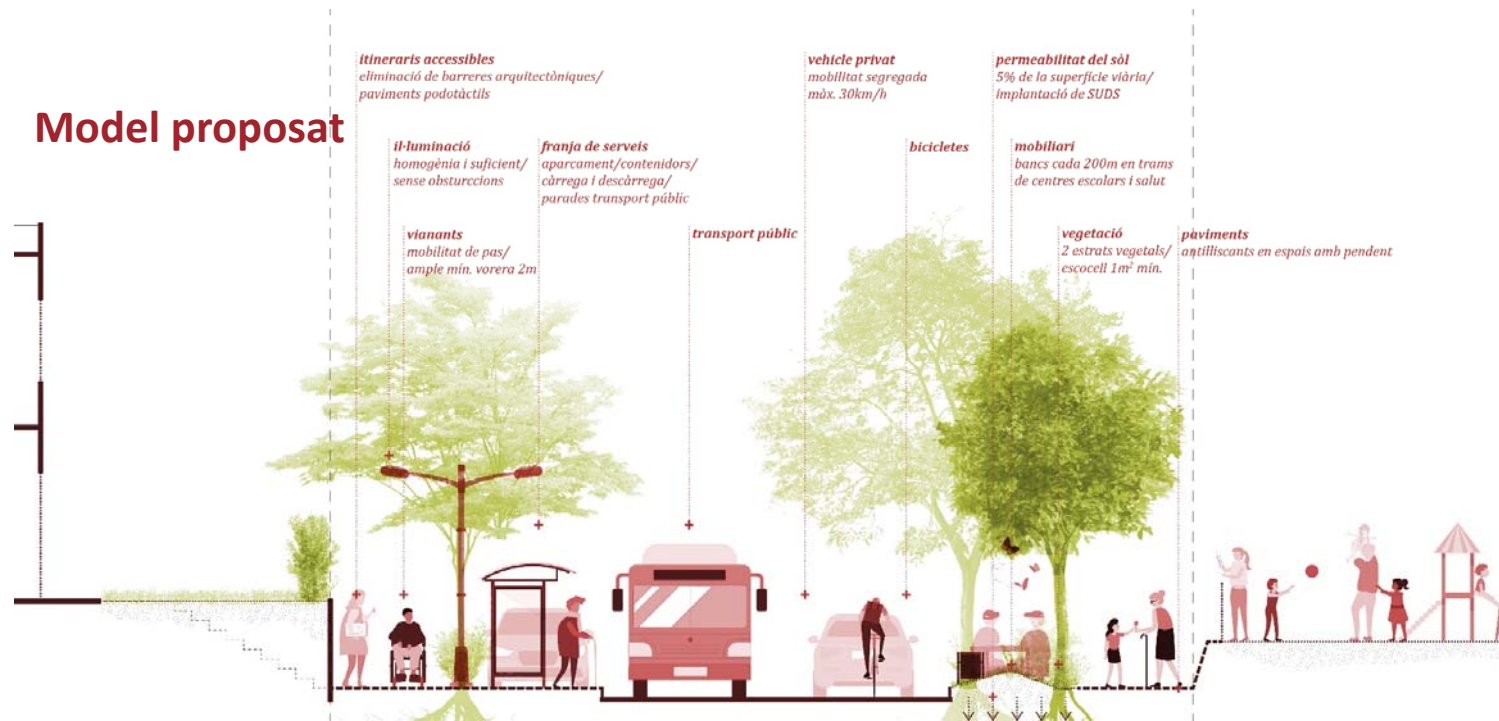 Model proposat
itineraris accessibles
eliminació de barreres arquitectòniques/
paviments podotàctils
il·luminació
homogènia i suficient/
sense obsturccions
vianants
mobilitat de pas/
ample mín. vorera 2m
franja de serveis
aparcament/contenidors/
càrrega i descàrrega/
parades transport públic
transport públic
vehicle privat
mobilitat segregada
màx. 30km/h
bicicletes
permeabilitat del sòl
5% de la superfície viària/
implantació de SUDS
mobiliari
bancs cada 200m en trams
de centres escolars i salut
vegetació
2 estrats vegetals/
escocell 1m² mín.
paviments
antilliscants en espais amb pendent